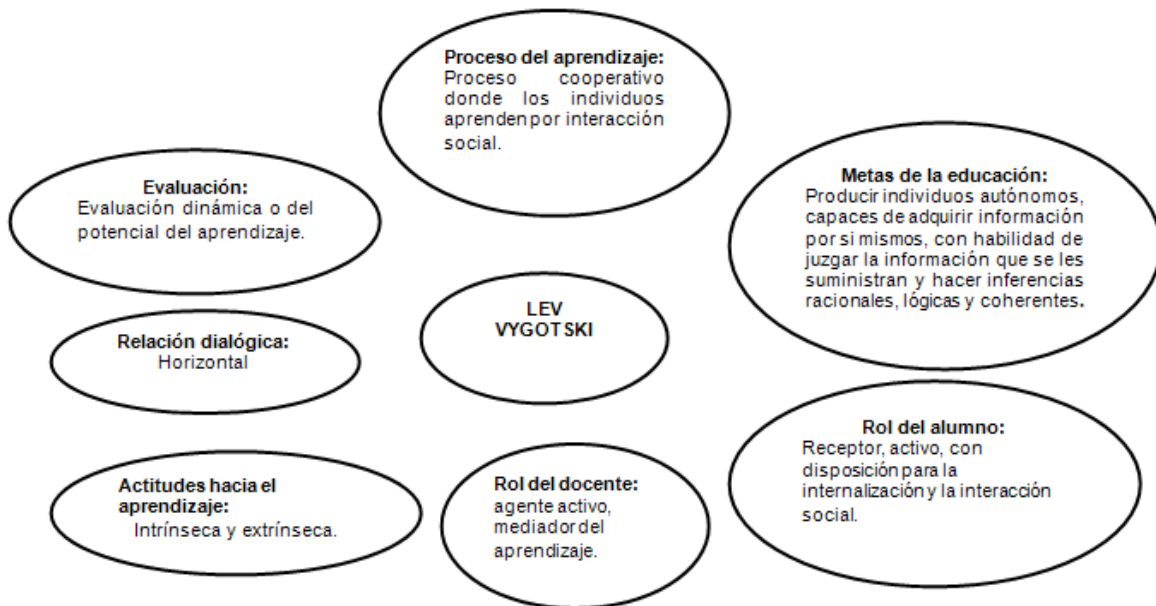 Proceso del aprendizaje:
Proceso cooperativo
donde los individuos
aprenden por interacción
social.
Evaluación:
Evaluación dinámica o del
potencial del aprendizaje.
Metas de la educación:
Producir individuos autónomos,
capaces de adquirir información
por si mismos, con habilidad de
juzgar la información que se les
suministran y hacer inferencias
racionales, lógicas y coherentes.
LEV
VYGOTSKI
Relación dialógica:
Horizontal
Rol del alumno:
Receptor, activo, con
disposición para la
internalización y la interacción
social.
Actitudes hacia el
aprendizaje:
Intrínseca y extrínseca.
Rol del docente:
agente activo,
mediador del
aprendizaje.